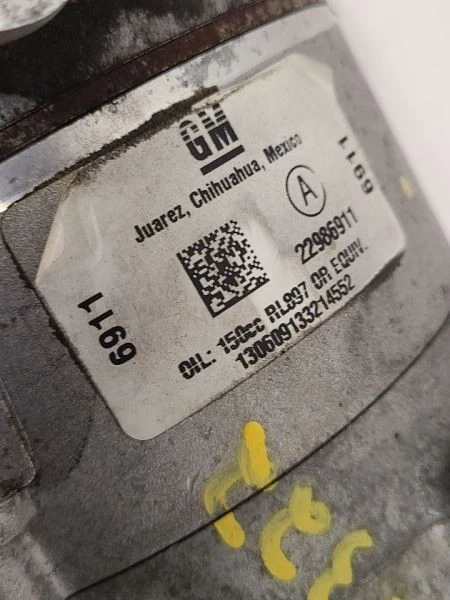 GM
Juarez, Chihuahua, Mexico
A
22986911
OIL: 150cc RL897 OR EQUIV.
130609133214552
6911
6911